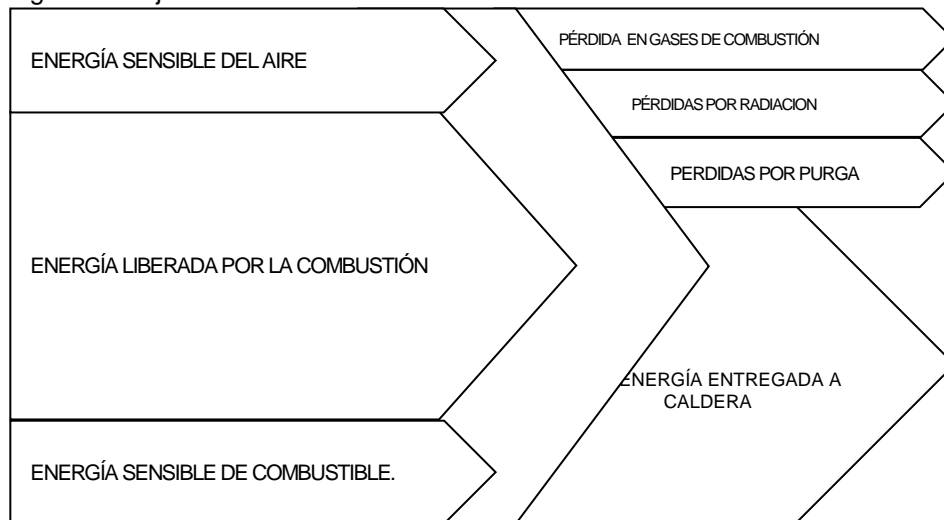 ENERGÍA SENSIBLE DEL AIRE
ENERGÍA LIBERADA POR LA COMBUSTIÓN
ENERGÍA SENSIBLE DE COMBUSTIBLE.
PÉRDIDA EN GASES DE COMBUSTIÓN
PÉRDIDAS POR RADIACION
PERDIDAS POR PURGA
ENERGÍA ENTREGADA A
CALDERA